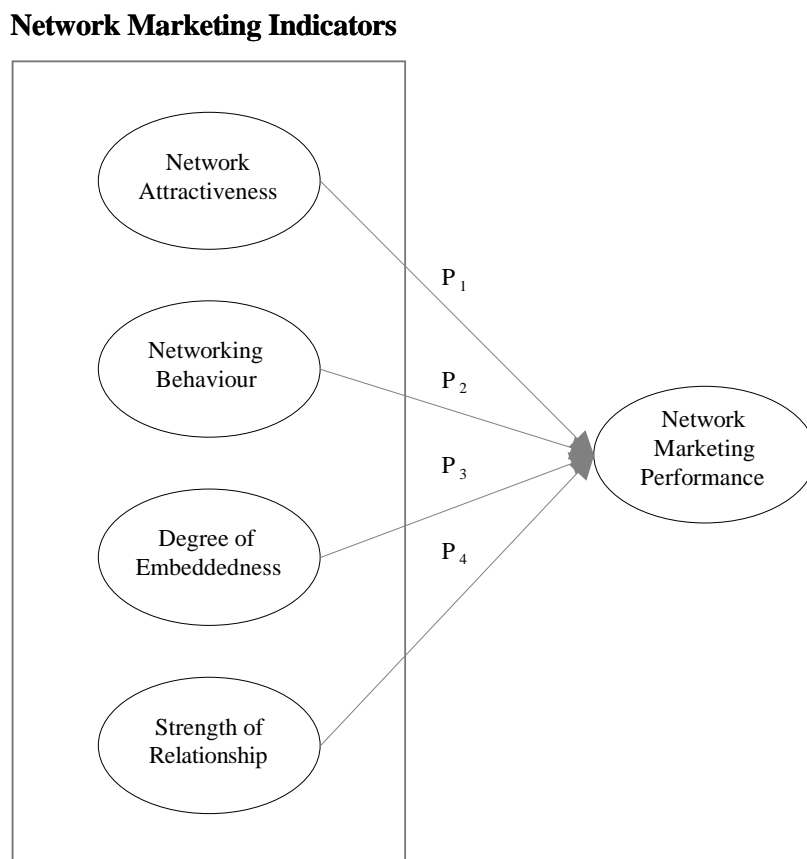 Network Marketing Indicators
Network
Attractiveness
P 1
Networking
Behaviour
P 2
Network
Marketing
Performance
P 3
Degree of
Embeddedness
P 4
Strength of
Relationship